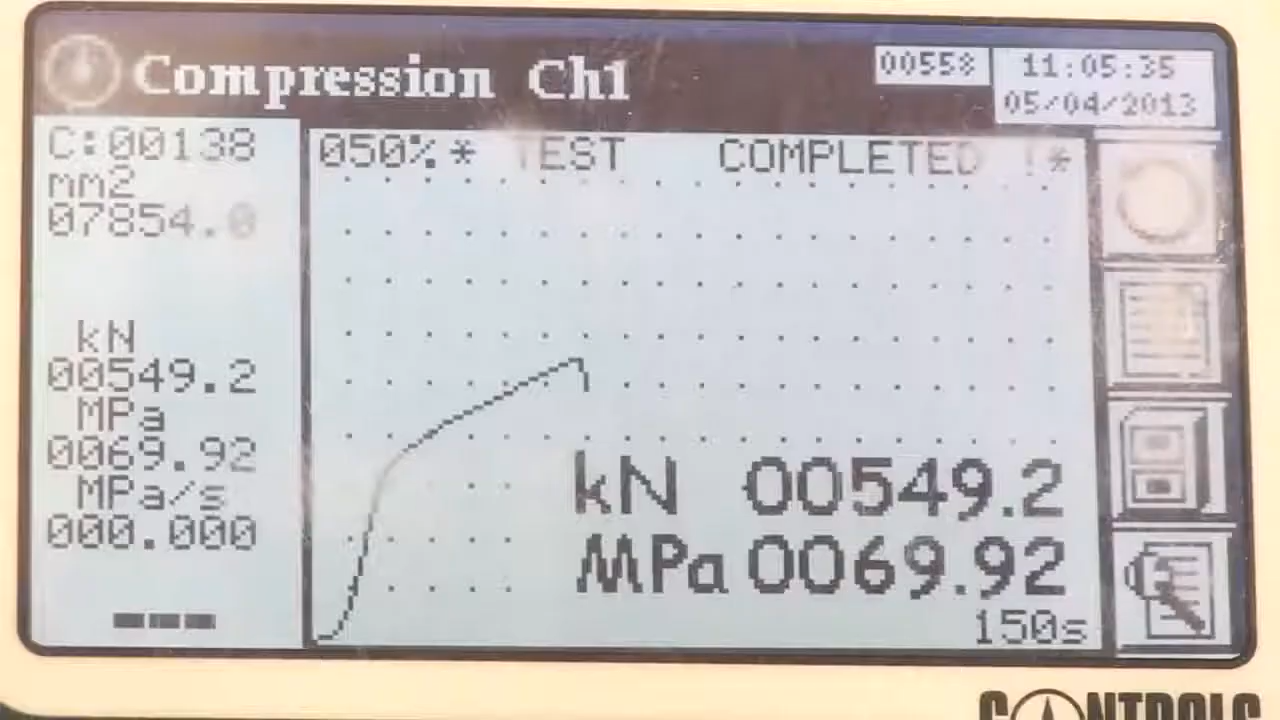 Compression Ch1
00558
11:05:35
05/04/2013
C:00138
mm2
07854.0
kN
00549.2
MPa
0069.92
MPa/s
000.000
050% * TEST COMPLETED !*
kN 00549.2
MPa 0069.92
150s
CONTROLS